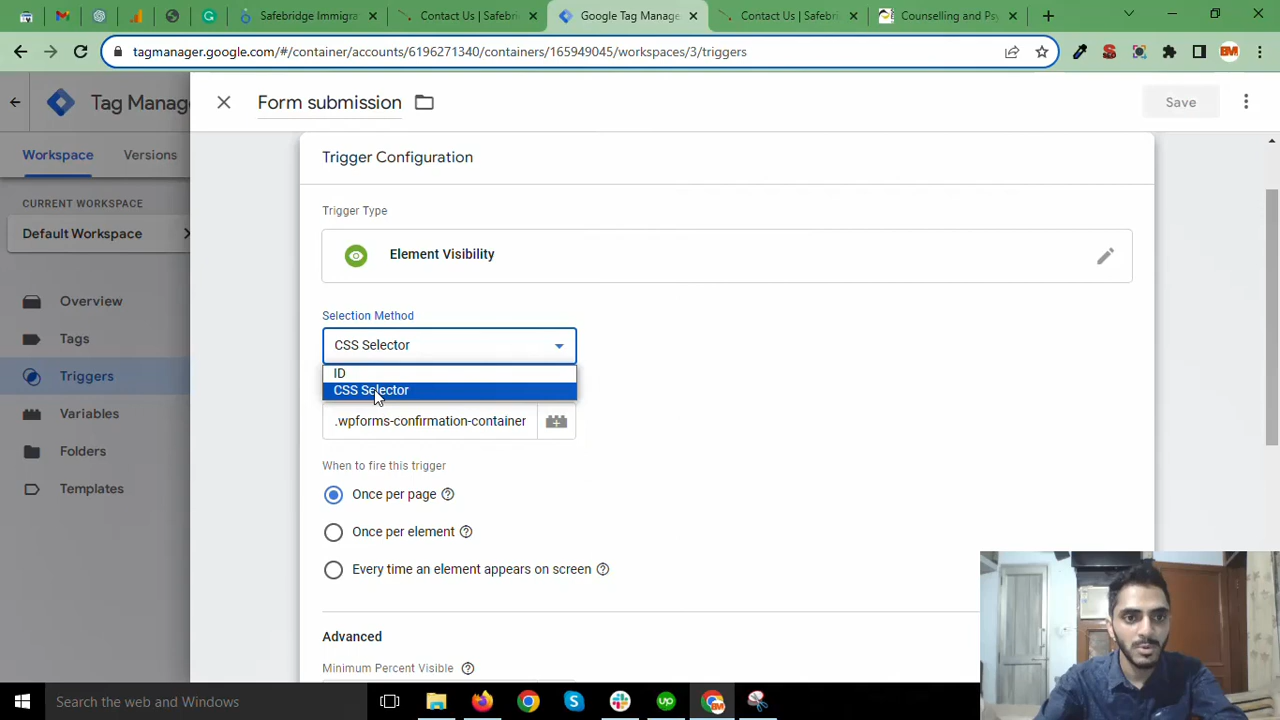 Safebridge Immigra
Contact Us | Safebri
Google Tag Manage
Contact Us | Safebri
Counselling and Psy
tagmanager.google.com/#/container/accounts/6196271340/containers/165949045/workspaces/3/triggers
Tag Manag
Form submission
Save
Workspace
Versions
CURRENT WORKSPACE
Default Workspace
Overview
Tags
Triggers
Variables
Folders
Templates
Trigger Configuration
Trigger Type
Element Visibility
Selection Method
CSS Selector
ID
CSS Selector
.wpforms-confirmation-container
When to fire this trigger
Once per page
Once per element
Every time an element appears on screen
Advanced
Minimum Percent Visible
Search the web and Windows